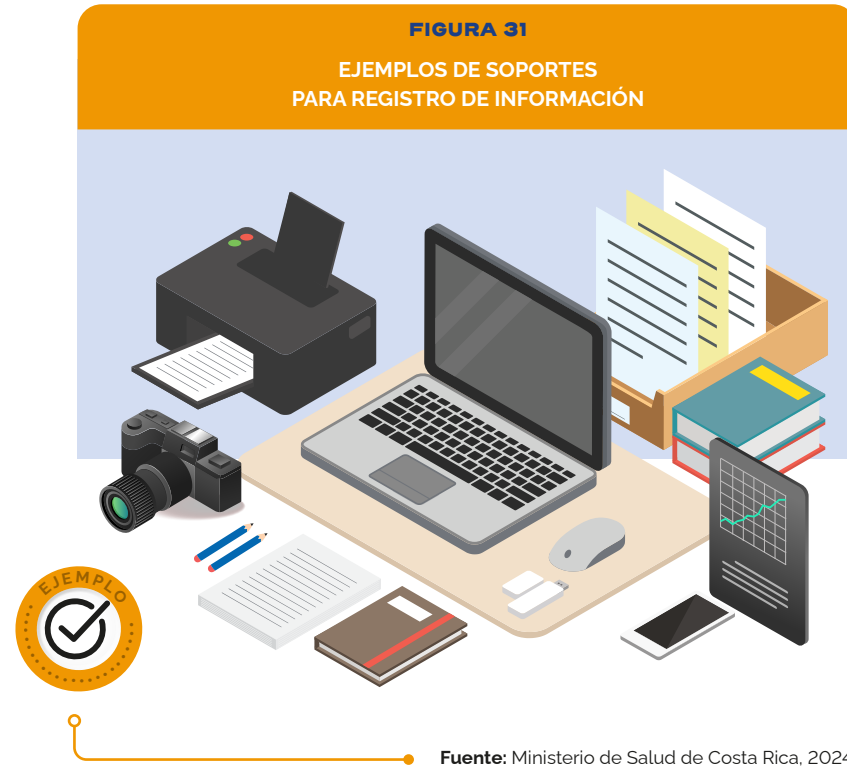 FIGURA 31
EJEMPLOS DE SOPORTES
PARA REGISTRO DE INFORMACIÓN
EJEMPLO
Fuente: Ministerio de Salud de Costa Rica, 2024